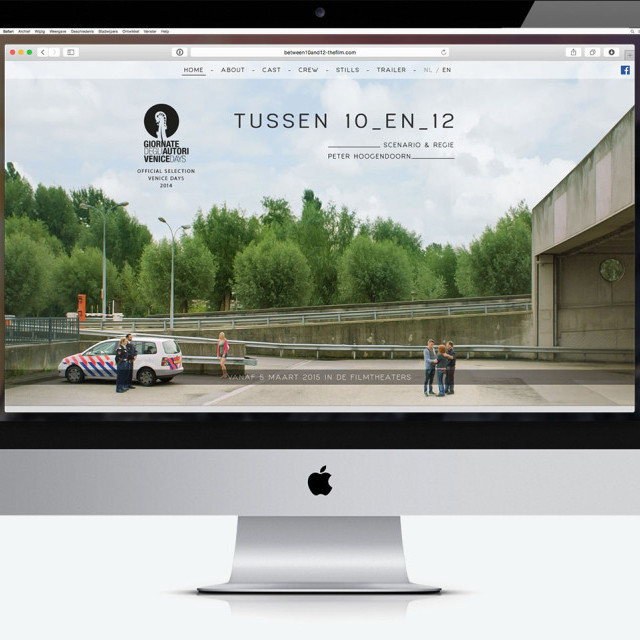 Safari Archief Wijzig Weergave Geschiedenis Bladwijzers Ontwikkel Venster Help
between10and12-thefilm.com
HOME - ABOUT - CAST - CREW - STILLS - TRAILER - NL / EN
GIORNATE
DEGLI AUTORI
VENICE DAYS
OFFICIAL SELECTION
VENICE DAYS
2014
TUSSEN 10_EN_12
SCENARIO & REGIE
PETER HOOGENDOORN
VANAF 5 MAART 2015 IN DE FILMTHEATERS